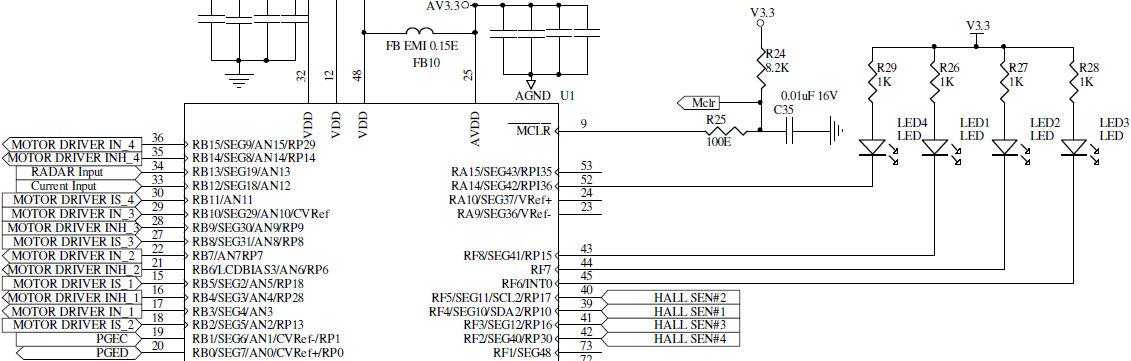 AV3.3
V3.3
V3.3
FB EMI 0.15E
FB10
R24
8.2K
R29
1K
R26
1K
R27
1K
R28
1K
32
12
48
25
AGND
U1
Mclr
0.01uF 16V
C35
VDD
VDD
VDD
AVDD
MCLR
9
R25
100E
LED4
LED
LED1
LED
LED2
LED
LED3
LED
MOTOR DRIVER IN_4 36 RB15/SEG9/AN15/RP29
MOTOR DRIVER INH_4 35 RB14/SEG8/AN14/RP14
RADAR Input 34 RB13/SEG19/AN13
Current Input 33 RB12/SEG18/AN12
MOTOR DRIVER IS_4 30 RB11/AN11
MOTOR DRIVER IN_3 29 RB10/SEG29/AN10/CVRef
MOTOR DRIVER INH_3 28 RB9/SEG30/AN9/RP9
MOTOR DRIVER IS_3 27 RB8/SEG31/AN8/RP8
MOTOR DRIVER IN_2 22 RB7/AN7RP7
MOTOR DRIVER INH_2 21 RB6/LCDBIAS3/AN6/RP6
MOTOR DRIVER IS_1 15 RB5/SEG2/AN5/RP18
MOTOR DRIVER INH_1 16 RB4/SEG3/AN4/RP28
MOTOR DRIVER IN_1 17 RB3/SEG4/AN3
MOTOR DRIVER IS_2 18 RB2/SEG5/AN2/RP13
PGEC 19 RB1/SEG6/AN1/CVRef-/RP1
PGED 20 RB0/SEG7/AN0/CVRef+/RP0
RA15/SEG43/RPI35 53
RA14/SEG42/RPI36 52
RA10/SEG37/VRef+ 24
RA9/SEG36/VRef- 23
RF8/SEG41/RP15 43
RF7 44
RF6/INT0 45
RF5/SEG11/SCL2/RP17 40 HALL SEN#2
RF4/SEG10/SDA2/RP10 39 HALL SEN#1
RF3/SEG12/RP16 41 HALL SEN#3
RF2/SEG40/RP30 42 HALL SEN#4
RF1/SEG48 73
72